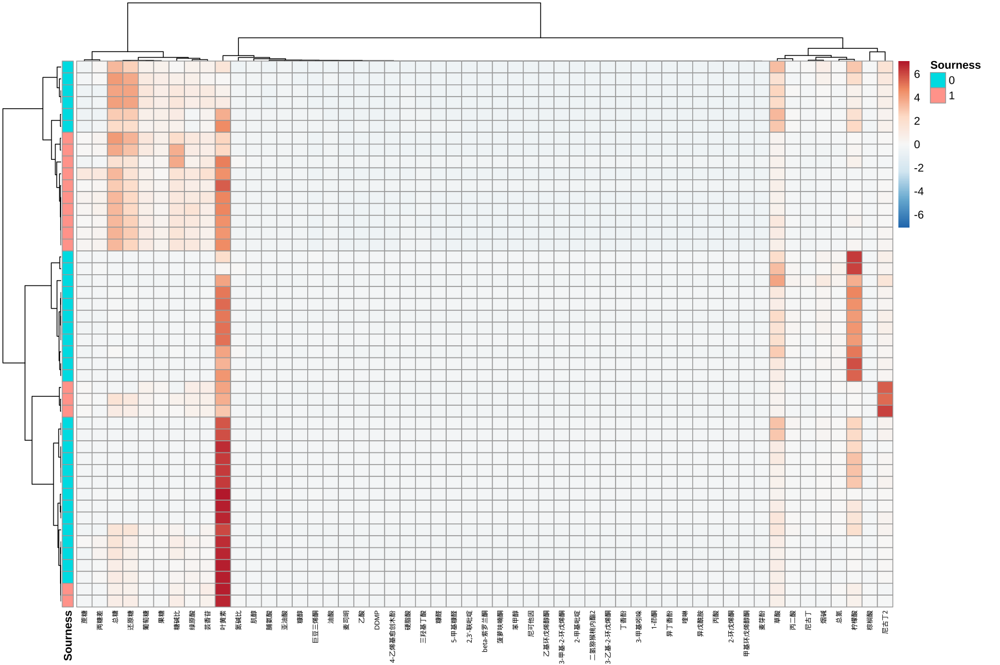 Sourness
0
1
6
4
2
0
-2
-4
-6
Sourness
蔗糖
两糖差
总糖
还原糖
葡萄糖
果糖
糖碱比
绿原酸
芸香苷
叶黄素
氮碱比
肌醇
脯氨酸
亚油酸
糠醇
巨豆三烯酮
油酸
麦司明
乙酸
DDMP
4-乙烯基愈创木酚
硬脂酸
三羟基丁酸
糠醛
5-甲基糠醛
2,3'-联吡啶
beta-紫罗兰酮
菠萝呋喃酮
苯甲醇
尼可他因
乙基环戊烯醇酮
3-甲基-2-环戊烯酮
2-甲基吡啶
二氢猕猴桃内酯2
3-乙基-2-环戊烯酮
丁香酚
3-甲基吲哚
1-茚酮
异丁香酚
喹啉
异戊酰胺
丙酸
2-环戊烯酮
甲基环戊烯醇酮
麦芽酚
草酸
丙二酸
尼古丁
烟碱
总氮
柠檬酸
棕榈酸
尼古丁2